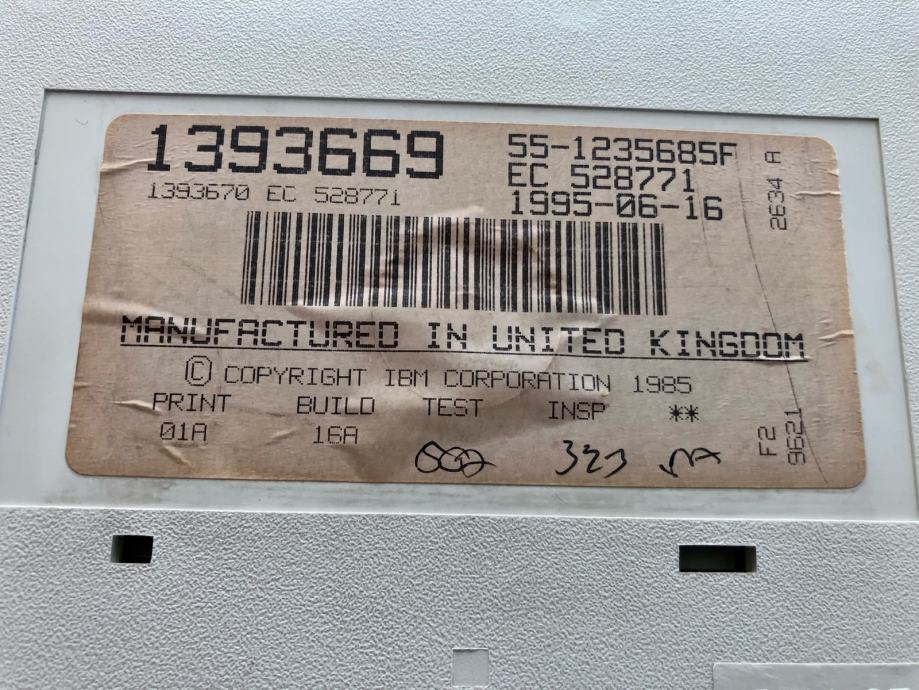 1393669
1393670 EC 528771
55-1235685F
EC 528771
1995-06-16
2634 A
MANUFACTURED IN UNITED KINGDOM
© COPYRIGHT IBM CORPORATION 1985
PRINT BUILD TEST INSP **
01A 16A
323
F2
9621